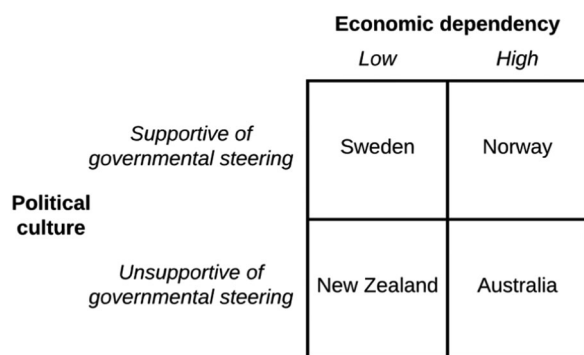 Economic dependency
Low High
Supportive of
governmental steering
Sweden Norway
Political
culture
Unsupportive of
governmental steering
New Zealand Australia